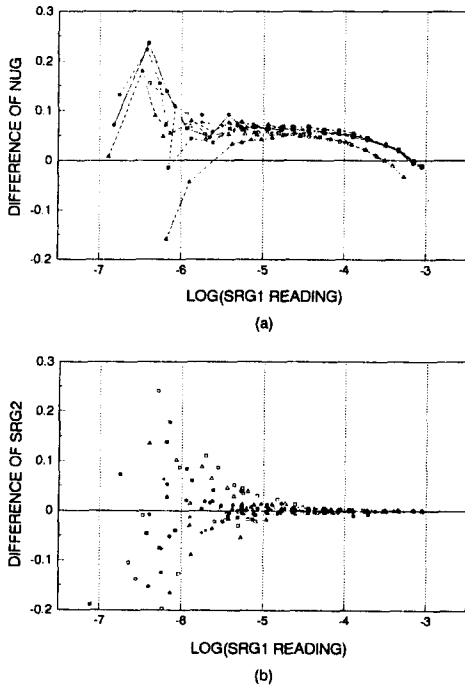 0.3
0.2
0.1
0
-0.1
-0.2
DIFFERENCE OF NUG
-7 -6 -5 -4 -3
LOG(SRG1 READING)
(a)
0.3
0.2
0.1
0
-0.1
-0.2
DIFFERENCE OF SRG2
-7 -6 -5 -4 -3
LOG(SRG1 READING)
(b)